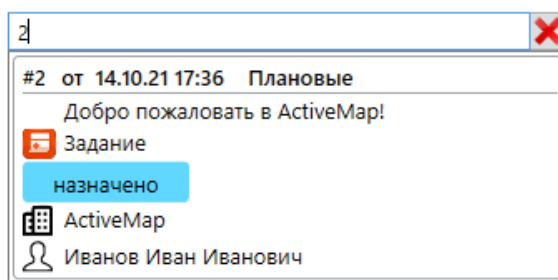 2
#2 от 14.10.21 17:36 Плановые
Добро пожаловать в ActiveMap!
Задание
назначено
ActiveMap
Иванов Иван Иванович